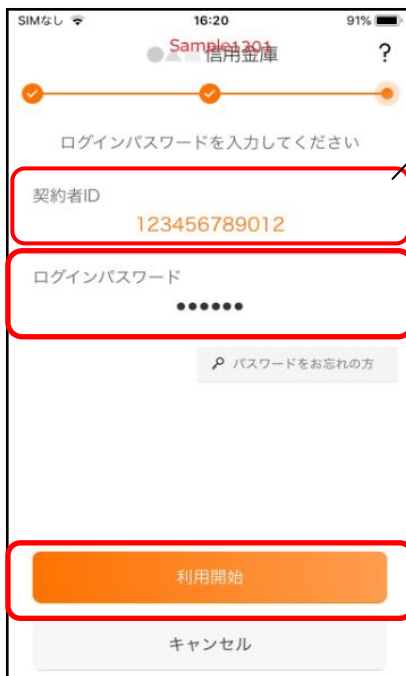 SIMなし 16:20 91%
Sample1201
●▲■信用金庫 ?
ログインパスワードを入力してください
契約者ID
123456789012
ログインパスワード
••••••
パスワードをお忘れの方
利用開始
キャンセル